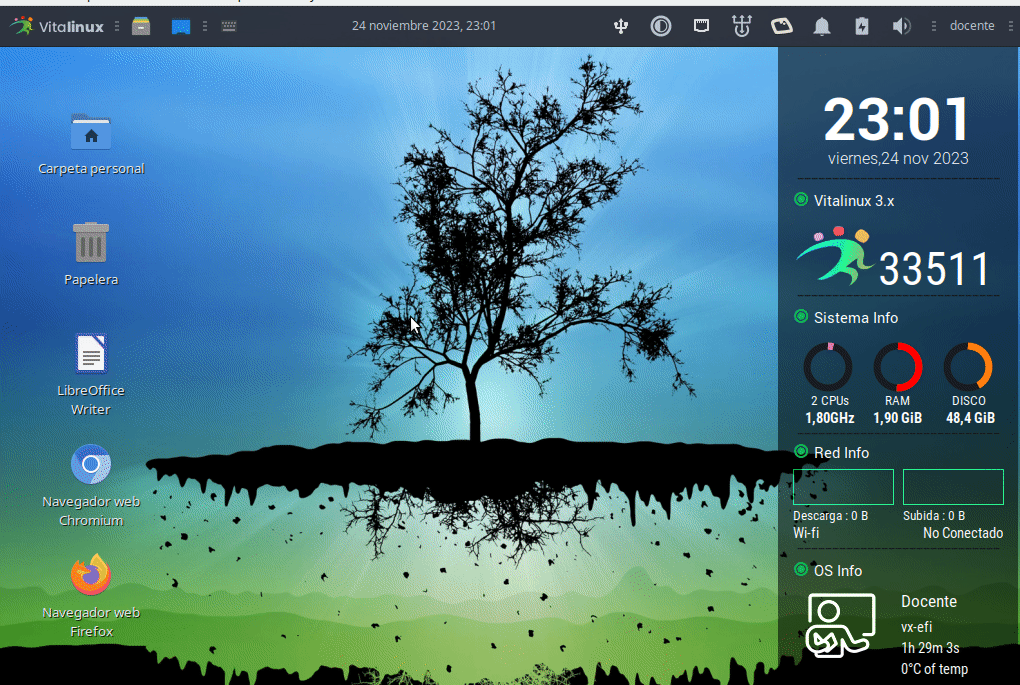 Vitalinux
24 noviembre 2023, 23:01
docente
Carpeta personal
Papelera
LibreOffice
Writer
Navegador web
Chromium
Navegador web
Firefox
23:01
viernes,24 nov 2023
Vitalinux 3.x
33511
Sistema Info
2 CPUs
RAM
DISCO
1,80GHz
1,90 GiB
48,4 GiB
Red Info
Descarga : 0 B
Subida : 0 B
Wi-fi
No Conectado
OS Info
Docente
vx-efi
1h 29m 3s
0°C of temp